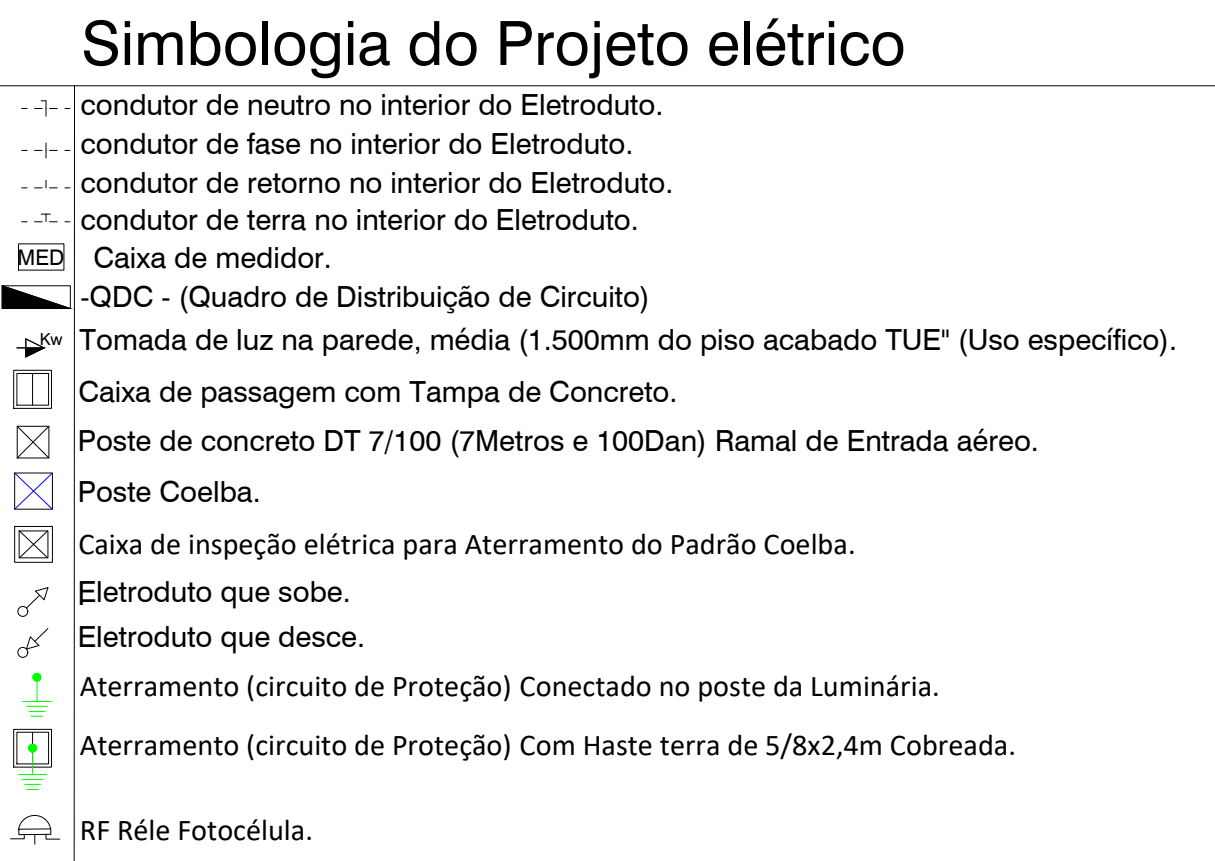 Simbologia do Projeto elétrico
condutor de neutro no interior do Eletroduto.
condutor de fase no interior do Eletroduto.
condutor de retorno no interior do Eletroduto.
condutor de terra no interior do Eletroduto.
MED Caixa de medidor.
-QDC - (Quadro de Distribuição de Circuito)
Kw Tomada de luz na parede, média (1.500mm do piso acabado TUE" (Uso específico).
Caixa de passagem com Tampa de Concreto.
Poste de concreto DT 7/100 (7Metros e 100Dan) Ramal de Entrada aéreo.
Poste Coelba.
Caixa de inspeção elétrica para Aterramento do Padrão Coelba.
Eletroduto que sobe.
Eletroduto que desce.
Aterramento (circuito de Proteção) Conectado no poste da Luminária.
Aterramento (circuito de Proteção) Com Haste terra de 5/8x2,4m Cobreada.
RF Réle Fotocélula.